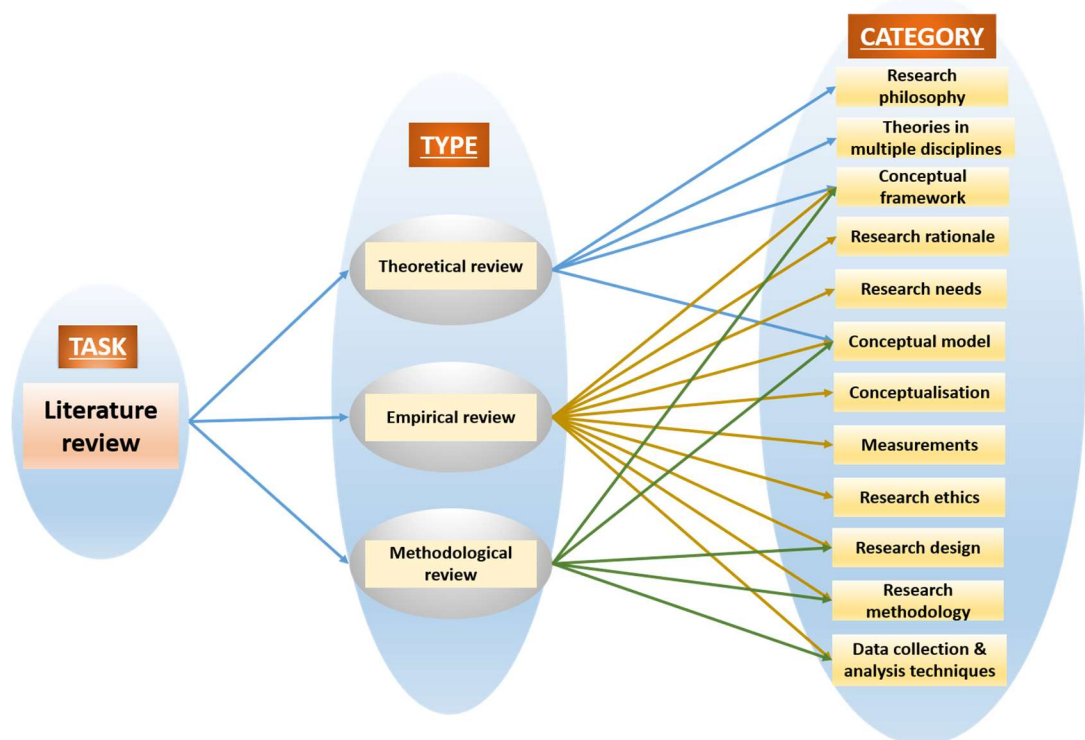 TASK
Literature
review
TYPE
Theoretical review
Empirical review
Methodological
review
CATEGORY
Research
philosophy
Theories in
multiple disciplines
Conceptual
framework
Research rationale
Research needs
Conceptual model
Conceptualisation
Measurements
Research ethics
Research design
Research
methodology
Data collection &
analysis techniques